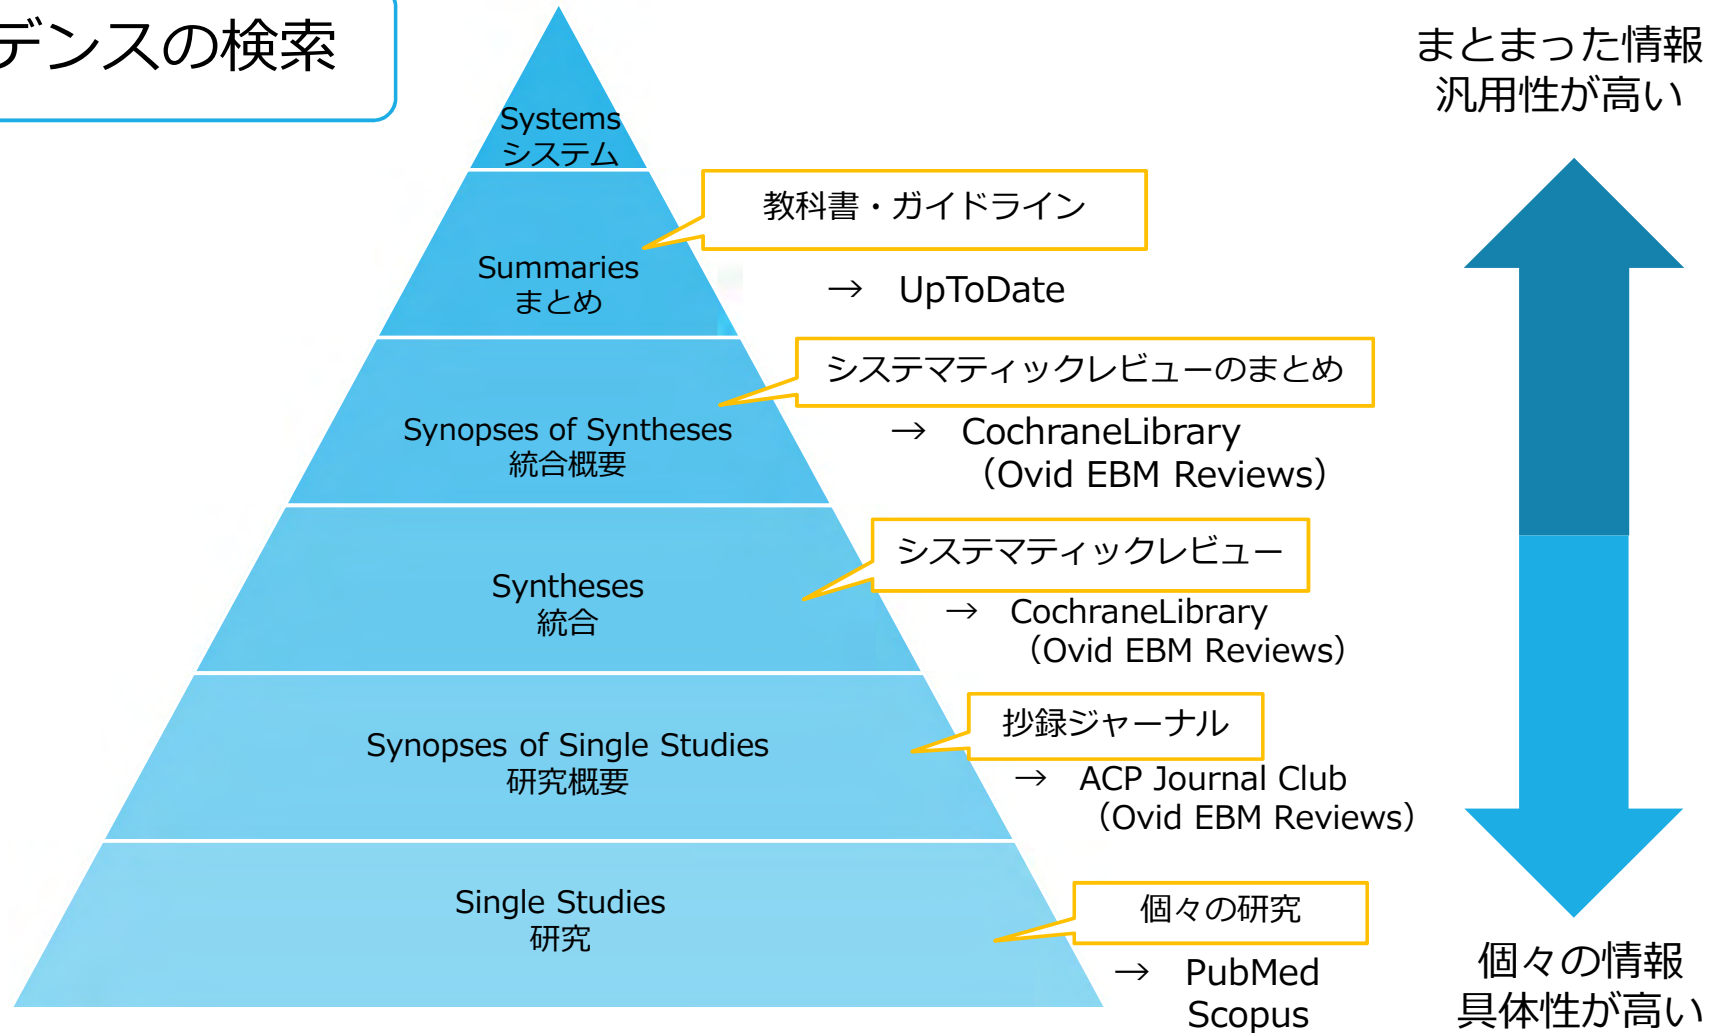 デンスの検索
まとまった情報
汎用性が高い
Systems
システム
教科書・ガイドライン
Summaries
まとめ
→ UpToDate
システマティックレビューのまとめ
Synopses of Syntheses
統合概要
→ CochraneLibrary
（Ovid EBM Reviews）
システマティックレビュー
Syntheses
統合
→ CochraneLibrary
（Ovid EBM Reviews）
抄録ジャーナル
Synopses of Single Studies
研究概要
→ ACP Journal Club
（Ovid EBM Reviews）
Single Studies
研究
個々の研究
→ PubMed
Scopus
個々の情報
具体性が高い